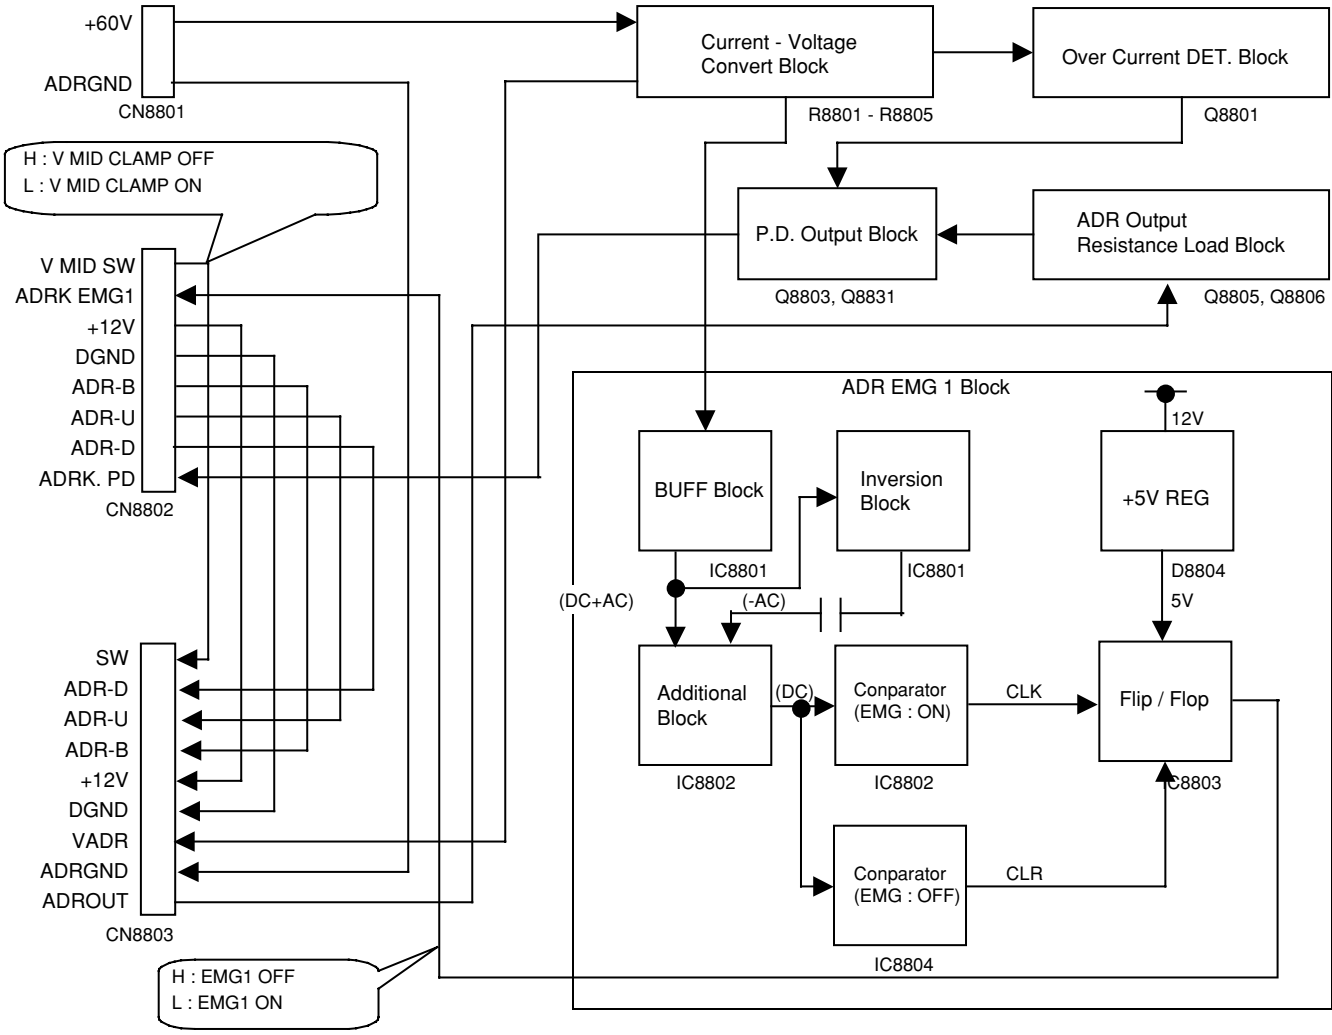 +60V
ADRGND
CN8801
Current - Voltage
Convert Block
R8801 - R8805
Over Current DET. Block
Q8801
H : V MID CLAMP OFF
L : V MID CLAMP ON
P.D. Output Block
Q8803, Q8831
ADR Output
Resistance Load Block
Q8805, Q8806
V MID SW
ADRK EMG1
+12V
DGND
ADR-B
ADR-U
ADR-D
ADRK. PD
CN8802
ADR EMG 1 Block
12V
BUFF Block
IC8801
Inversion
Block
IC8801
+5V REG
D8804
5V
(DC+AC)
(-AC)
SW
ADR-D
ADR-U
ADR-B
+12V
DGND
VADR
ADRGND
ADROUT
CN8803
Additional
Block
IC8802
(DC)
Conparator
(EMG : ON)
IC8802
CLK
Flip / Flop
IC8803
Conparator
(EMG : OFF)
IC8804
CLR
H : EMG1 OFF
L : EMG1 ON